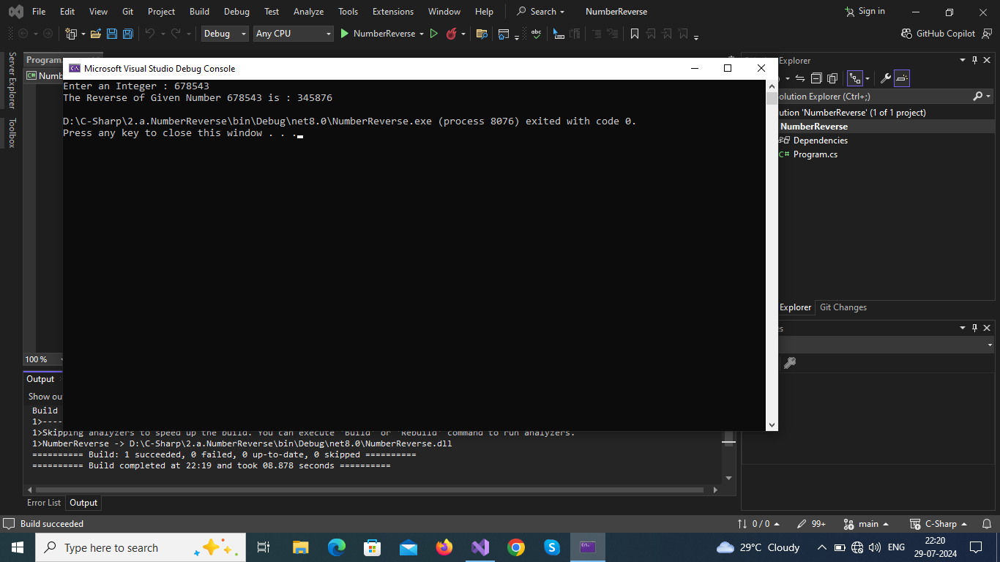 File Edit View Git Project Build Debug Test Analyze Tools Extensions Window Help Search NumberReverse Sign in
Debug Any CPU NumberReverse abc GitHub Copilot
Server Explorer
Toolbox
Program
Numb
Microsoft Visual Studio Debug Console
Enter an Integer : 678543
The Reverse of Given Number 678543 is : 345876
D:\C-Sharp\2.a.NumberReverse\bin\Debug\net8.0\NumberReverse.exe (process 8076) exited with code 0.
Press any key to close this window . . .
Explorer
olution Explorer (Ctrl+;)
ution 'NumberReverse' (1 of 1 project)
NumberReverse
Dependencies
C# Program.cs
Explorer Git Changes
es
100 %
Output
Show ou
Build
1>----
1>Skipping analyzers to speed up the build. You can execute 'Build' or 'Rebuild' command to run analyzers.
1>NumberReverse -> D:\C-Sharp\2.a.NumberReverse\bin\Debug\net8.0\NumberReverse.dll
========== Build: 1 succeeded, 0 failed, 0 up-to-date, 0 skipped ==========
========== Build completed at 22:19 and took 08.878 seconds ==========
Error List Output
Build succeeded 0 / 0 99+ main C-Sharp
Type here to search 29°C Cloudy ENG 22:20
29-07-2024